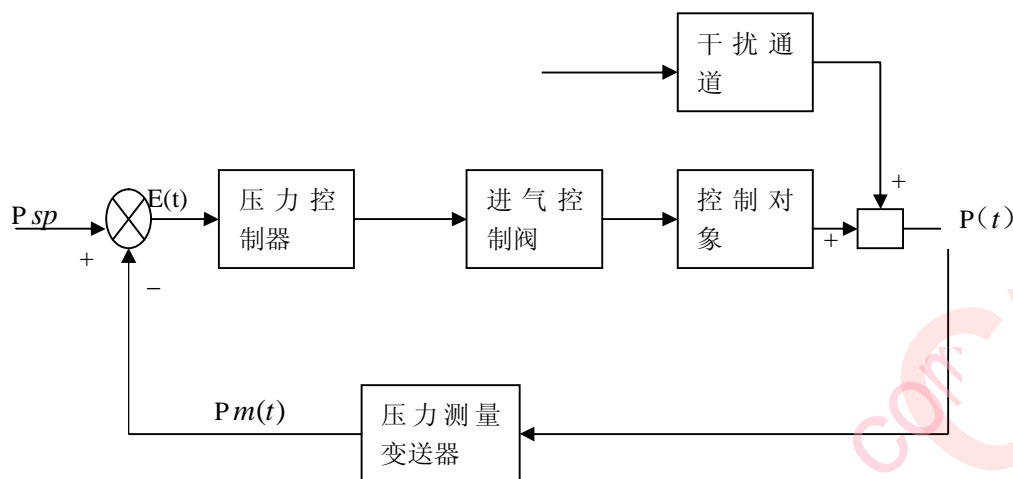 干扰通
道
+
P sp
E(t)
压力控
制器
进气控
制阀
控制对
象
+
P(t)
+
−
Pm(t)
压力测量
变送器
com